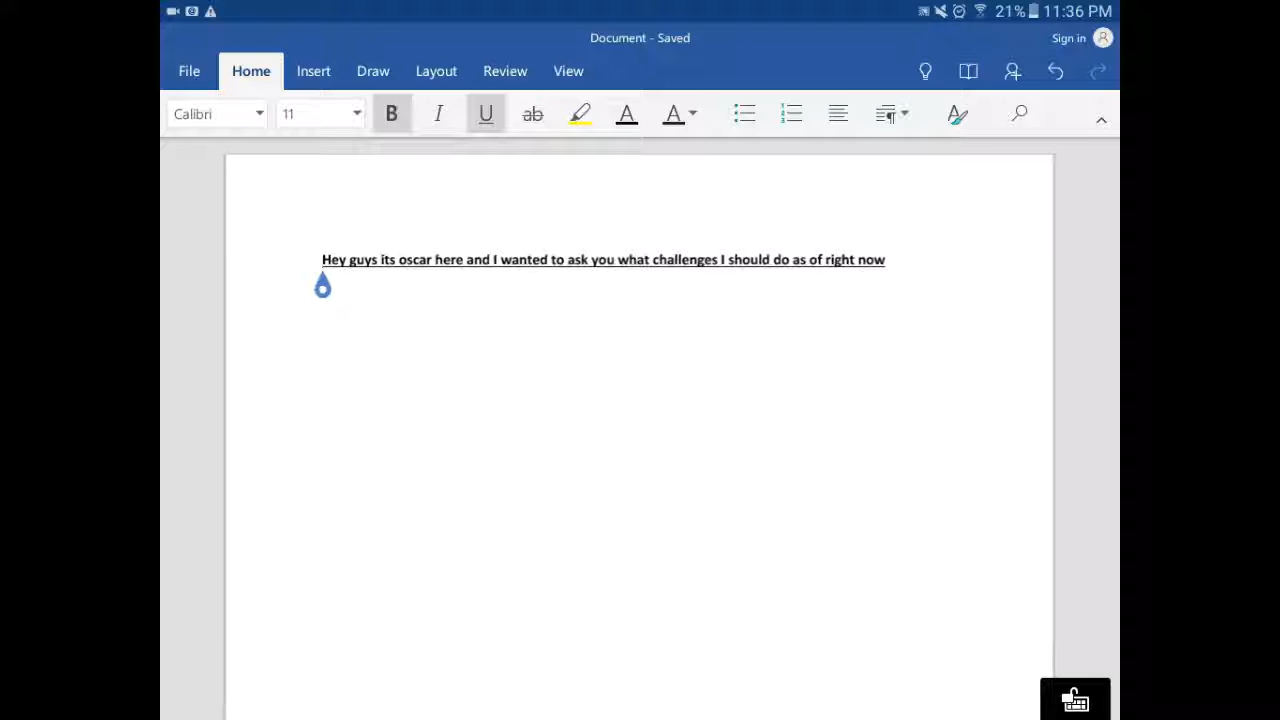 21% 11:36 PM
Document - Saved
Sign in
File Home Insert Draw Layout Review View
Calibri 11 B I U ab A A
Hey guys its oscar here and I wanted to ask you what challenges I should do as of right now